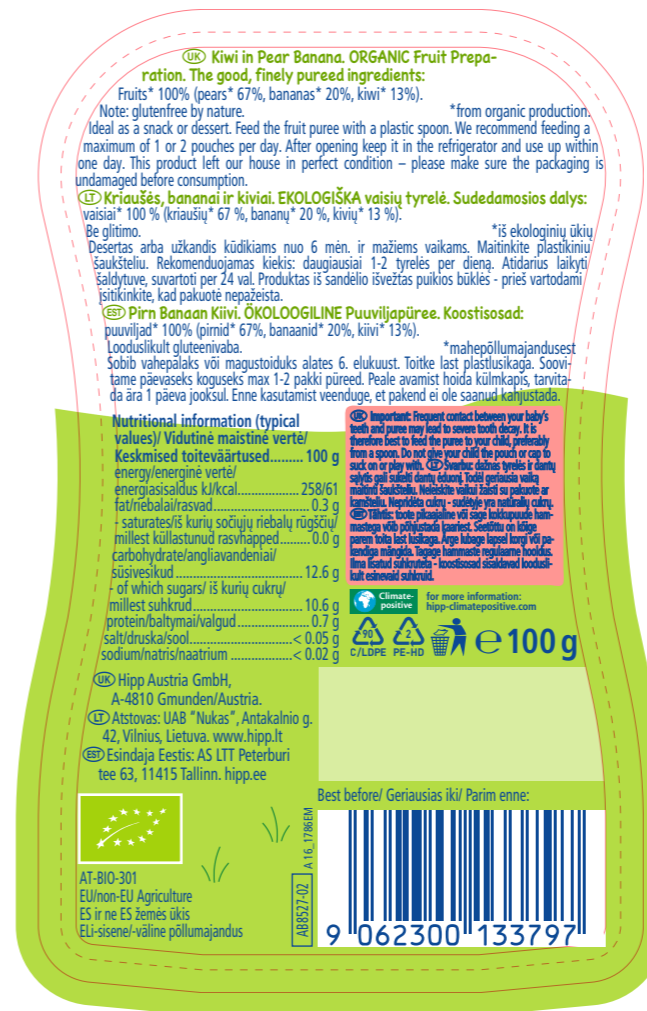 UK Kiwi in Pear Banana. ORGANIC Fruit Prepa-
ration. The good, finely pureed ingredients:
Fruits* 100% (pears* 67%, bananas* 20%, kiwi* 13%).
Note: glutenfree by nature. *from organic production.
Ideal as a snack or dessert. Feed the fruit puree with a plastic spoon. We recommend feeding a
maximum of 1 or 2 pouches per day. After opening keep it in the refrigerator and use up within
one day. This product left our house in perfect condition – please make sure the packaging is
undamaged before consumption.
LT Kriaušės, bananai ir kiviai. EKOLOGIŠKA vaisių tyrelė. Sudedamosios dalys:
vaisiai* 100 % (kriaušių* 67 %, bananų* 20 %, kivių* 13 %).
Be glitimo. *iš ekologinių ūkių
Desertas arba užkandis kūdikiams nuo 6 mėn. ir mažiems vaikams. Maitinkite plastikiniu
šaukšteliu. Rekomenduojamas kiekis: daugiausiai 1-2 tyrelės per dieną. Atidarius laikyti
šaldytuve, suvartoti per 24 val. Produktas iš sandėlio išvežtas puikios būklės - prieš vartodami
įsitikinkite, kad pakuotė nepažeista.
EST Pirn Banaan Kiivi. ÖKOLOOGILINE Puuviljapüree. Koostisosad:
puuviljad* 100% (pirnid* 67%, banaanid* 20%, kiivi* 13%).
Looduslikult gluteenivaba. *mahepõllumajandusest
Sobib vahepalaks või magustoiduks alates 6. elukuust. Toitke last plastlusikaga. Soovi-
tame päevaseks koguseks max 1-2 pakki püreed. Peale avamist hoida külmkapis, tarvita-
da ära 1 päeva jooksul. Enne kasutamist veenduge, et pakend ei ole saanud kahjustada.
Nutritional information (typical
values)/ Vidutinė maistinė vertė/
Keskmised toiteväärtused......... 100 g
energy/energinė vertė/
energiasisaldus kJ/kcal................ 258/61
fat/riebalai/rasvad......................... 0.3 g
- saturates/iš kurių sočiųjų riebalų rūgščių/
millest küllastunud rasvhapped........ 0.0 g
carbohydrate/angliavandeniai/
süsivesikud ................................ 12.6 g
- of which sugars/ iš kurių cukrų/
millest suhkrud ............................ 10.6 g
protein/baltymai/valgud.................. 0.7 g
salt/druska/sool.......................... < 0.05 g
sodium/natris/naatrium ............... < 0.02 g
UK Important: Frequent contact between your baby's
teeth and puree may lead to severe tooth decay. It is
therefore best to feed the puree to your child, preferably
from a spoon. Do not give your child the pouch or cap to
suck on or play with. LT Svarbu: dažnas tyrelės ir dantų
sąlytis gali sukelti dantų ėduonį. Todėl geriausia vaiką
maitinti šaukšteliu. Neleiskite vaikui žaisti su pakuote ar
kamšteliu. Nepridėta cukrų - sudėtyje yra natūralių cukrų.
EST Tähtis: toote pikaajaline või sage kokkupuude ham-
mastega võib põhjustada kaariest. Seetõttu on kõige
parem toita last lusikaga. Ärge lubage lapsel korgi või pa-
kendiga mängida. Tagage hammaste regulaarne hooldus.
Ilma lisatud suhkruteta - koostisosad sisaldavad loodusli-
kult esinevaid suhkruid.
Climate-
positive
for more information:
hipp-climatepositive.com
90
C/LDPE
2
PE-HD
℮ 100 g
UK Hipp Austria GmbH,
A-4810 Gmunden/Austria.
LT Atstovas: UAB "Nukas", Antakalnio g.
42, Vilnius, Lietuva. www.hipp.lt
EST Esindaja Eestis: AS LTT Peterburi
tee 63, 11415 Tallinn. hipp.ee
Best before/ Geriausias iki/ Parim enne:
AT-BIO-301
EU/non-EU Agriculture
ES ir ne ES žemės ūkis
ELi-sisene/-väline põllumajandus
A 16_1786EM
AB8527-02
9 062300 133797